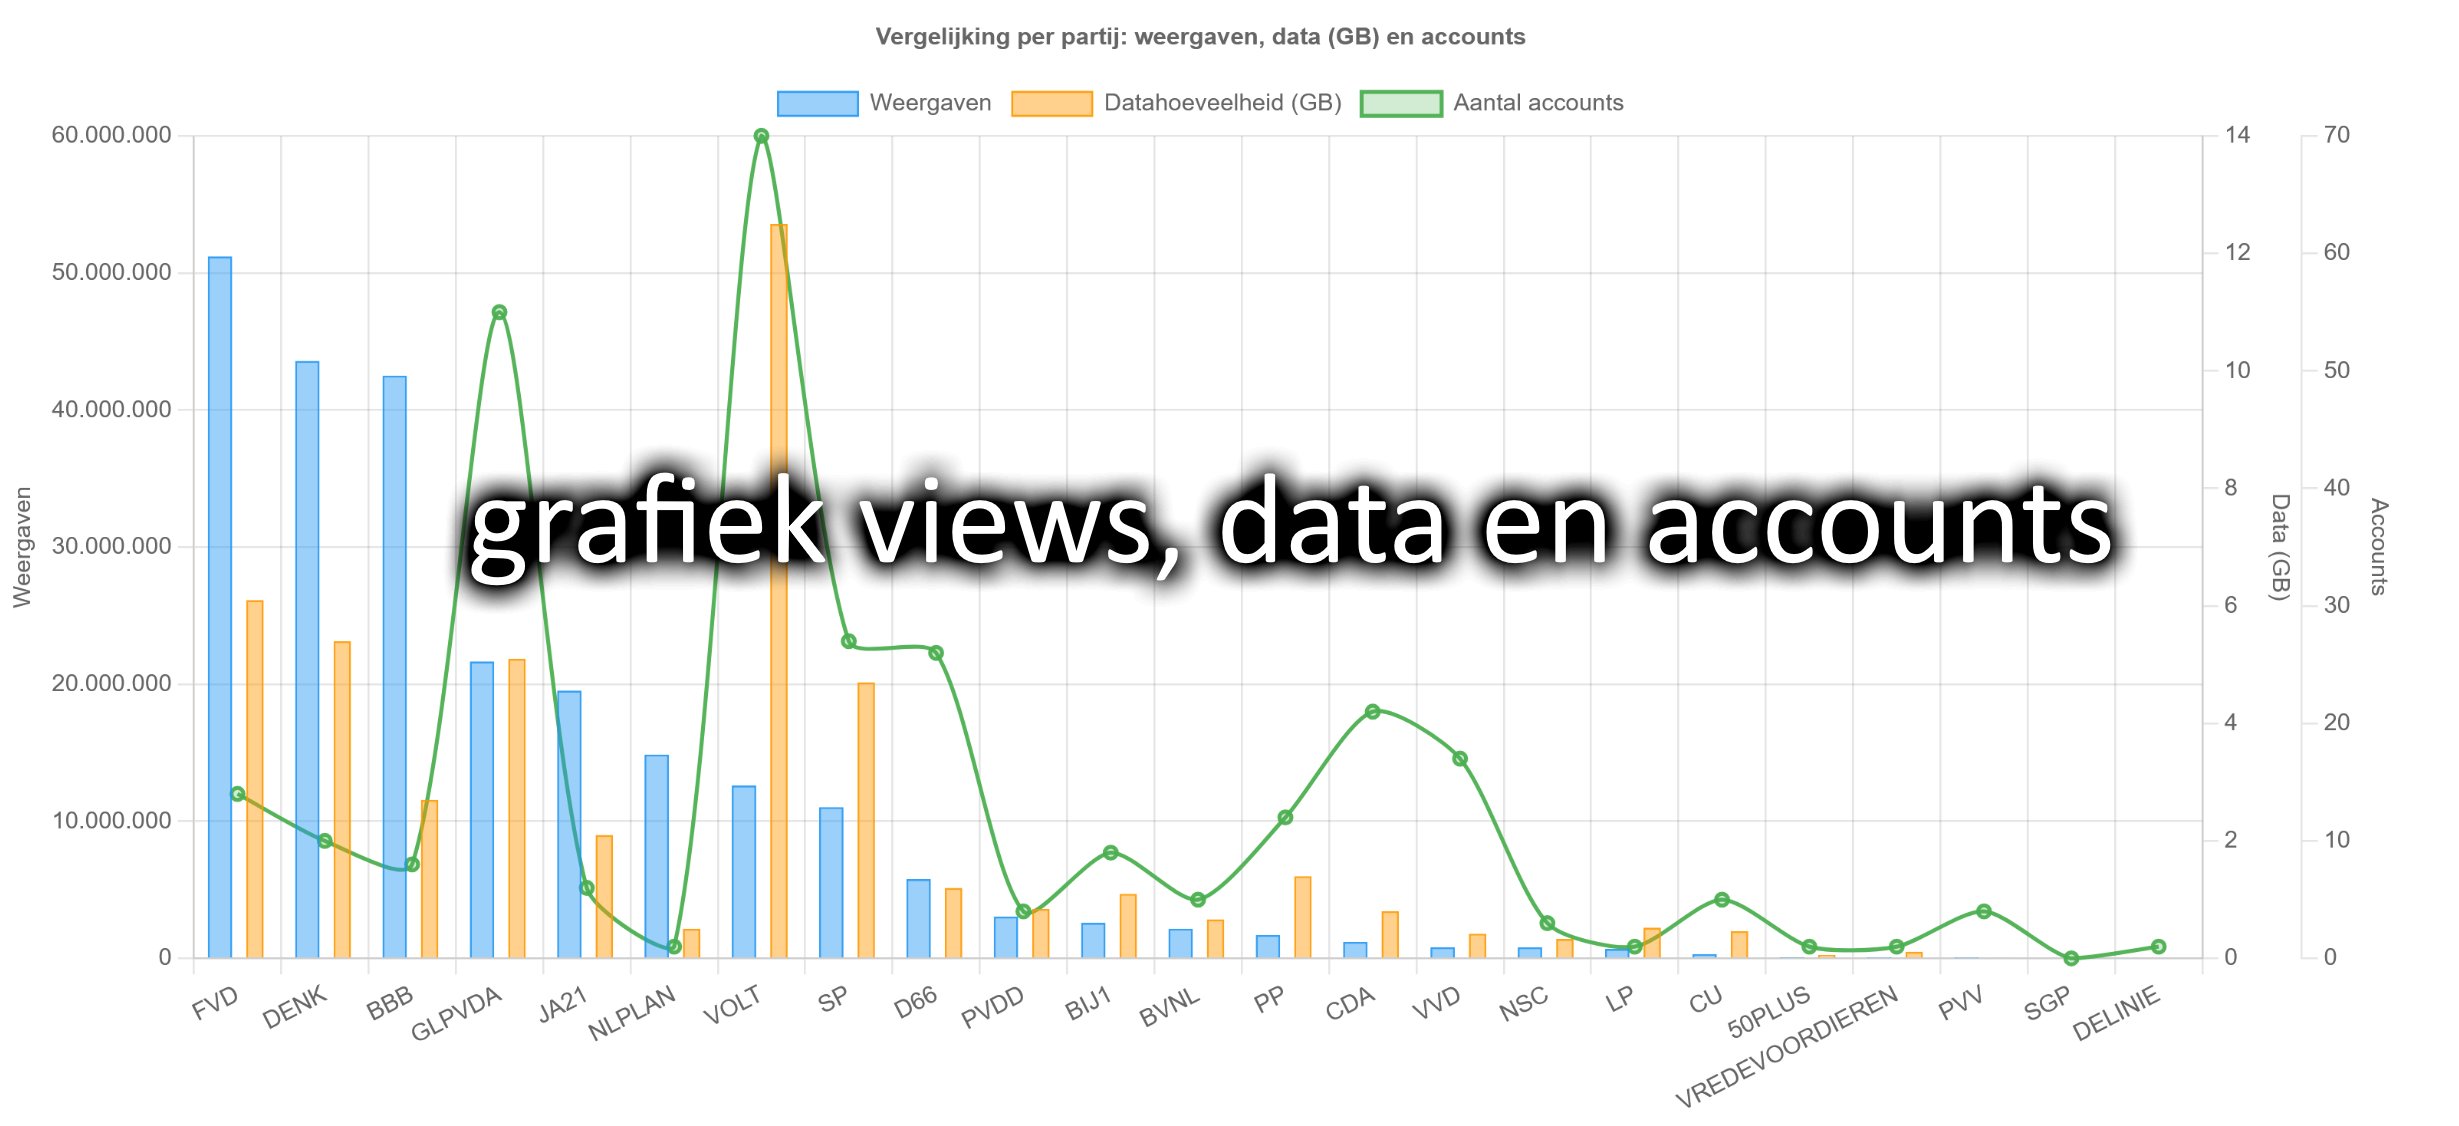 Vergelijking per partij: weergaven, data (GB) en accounts
Weergaven
Datahoeveelheid (GB)
Aantal accounts
60.000.000
50.000.000
40.000.000
30.000.000
20.000.000
10.000.000
0
Weergaven
14
12
10
8
6
4
2
0
Data (GB)
70
60
50
40
30
20
10
0
Accounts
grafiek views, data en accounts
FVD
DENK
BBB
GLPVDA
JA21
NLPLAN
VOLT
SP
D66
PVDD
BIJ1
BVNL
PP
CDA
VVD
NSC
LP
CU
50PLUS
VREDEVOORDIEREN
PVV
SGP
DELINIE